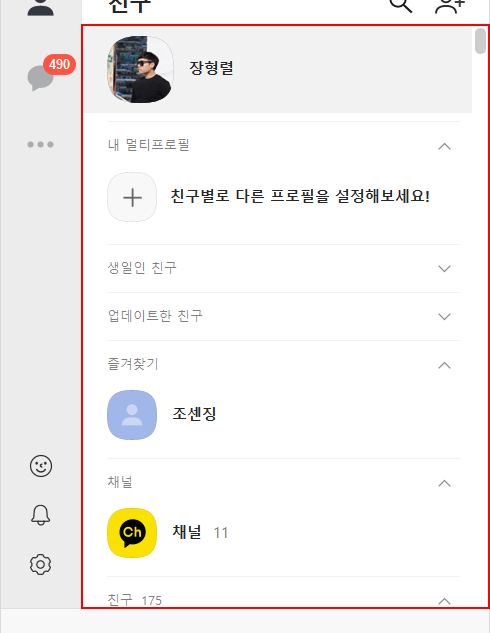 친구
490
장형렬
내 멀티프로필
친구별로 다른 프로필을 설정해보세요!
생일인 친구
업데이트한 친구
즐겨찾기
조센징
채널
Ch
채널 11
친구 175